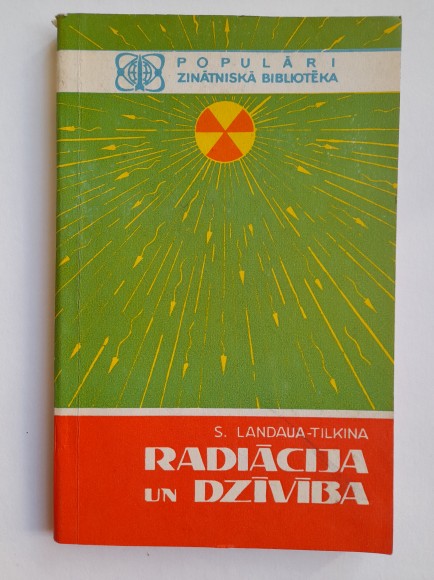 POPULĀRI
ZINĀTNISKĀ BIBLIOTĒKA
S. LANDAUA-TILKINA
RADIĀCIJA
UN DZĪVĪBA